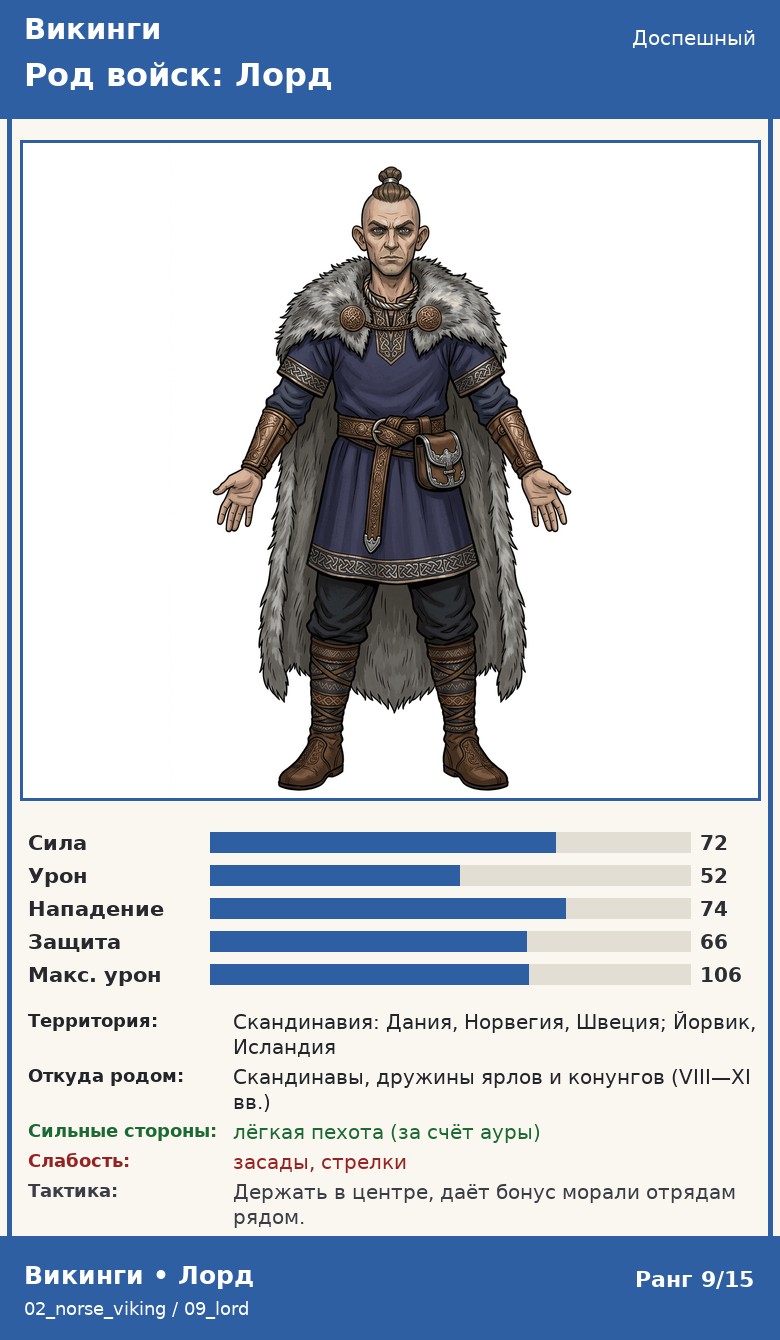 Викинги
Доспешный
Род войск: Лорд
Сила 72
Урон 52
Нападение 74
Защита 66
Макс. урон 106
Территория: Скандинавия: Дания, Норвегия, Швеция; Йорвик,
Исландия
Откуда родом: Скандинавы, дружины ярлов и конунгов (VIII—XI
вв.)
Сильные стороны: лёгкая пехота (за счёт ауры)
Слабость: засады, стрелки
Тактика: Держать в центре, даёт бонус морали отрядам
рядом.
Викинги • Лорд
Ранг 9/15
02_norse_viking / 09_lord